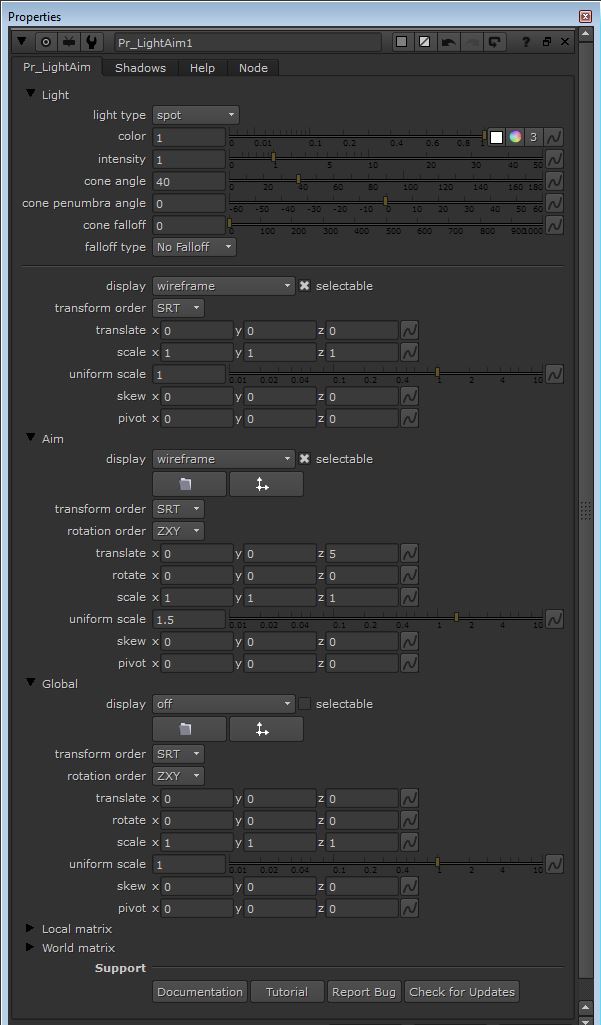 Properties
Pr_LightAim1
?
Pr_LightAim Shadows Help Node
Light
light type spot
color 1 0 0.01 0.1 0.2 0.4 0.6 0.8 1 3
intensity 1 0 1 5 10 20 30 40 50
cone angle 40 0 20 40 60 80 100 120 140 160 180
cone penumbra angle 0 -60 -50 -40 -30 -20 -10 0 10 20 30 40 50 60
cone falloff 0 0 100 200 300 400 500 600 700 800 900 1000
falloff type No Falloff
display wireframe selectable
transform order SRT
translate x 0 y 0 z 0
scale x 1 y 1 z 1
uniform scale 1 0.01 0.02 0.04 0.1 0.2 0.4 1 2 4 10
skew x 0 y 0 z 0
pivot x 0 y 0 z 0
Aim
display wireframe selectable
transform order SRT
rotation order ZXY
translate x 0 y 0 z 5
rotate x 0 y 0 z 0
scale x 1 y 1 z 1
uniform scale 1.5 0.01 0.02 0.04 0.1 0.2 0.4 1 2 4 10
skew x 0 y 0 z 0
pivot x 0 y 0 z 0
Global
display off selectable
transform order SRT
rotation order ZXY
translate x 0 y 0 z 0
rotate x 0 y 0 z 0
scale x 1 y 1 z 1
uniform scale 1 0.01 0.02 0.04 0.1 0.2 0.4 1 2 4 10
skew x 0 y 0 z 0
pivot x 0 y 0 z 0
Local matrix
World matrix
Support
Documentation Tutorial Report Bug Check for Updates